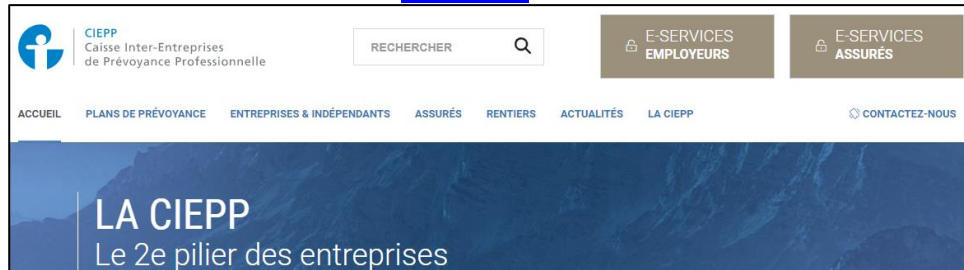 CIEPP
Caisse Inter-Entreprises
de Prévoyance Professionnelle
RECHERCHER
E-SERVICES
EMPLOYEURS
E-SERVICES
ASSURÉS
ACCUEIL PLANS DE PRÉVOYANCE ENTREPRISES & INDÉPENDANTS ASSURÉS RENTIERS ACTUALITÉS LA CIEPP CONTACTEZ-NOUS
LA CIEPP
Le 2e pilier des entreprises